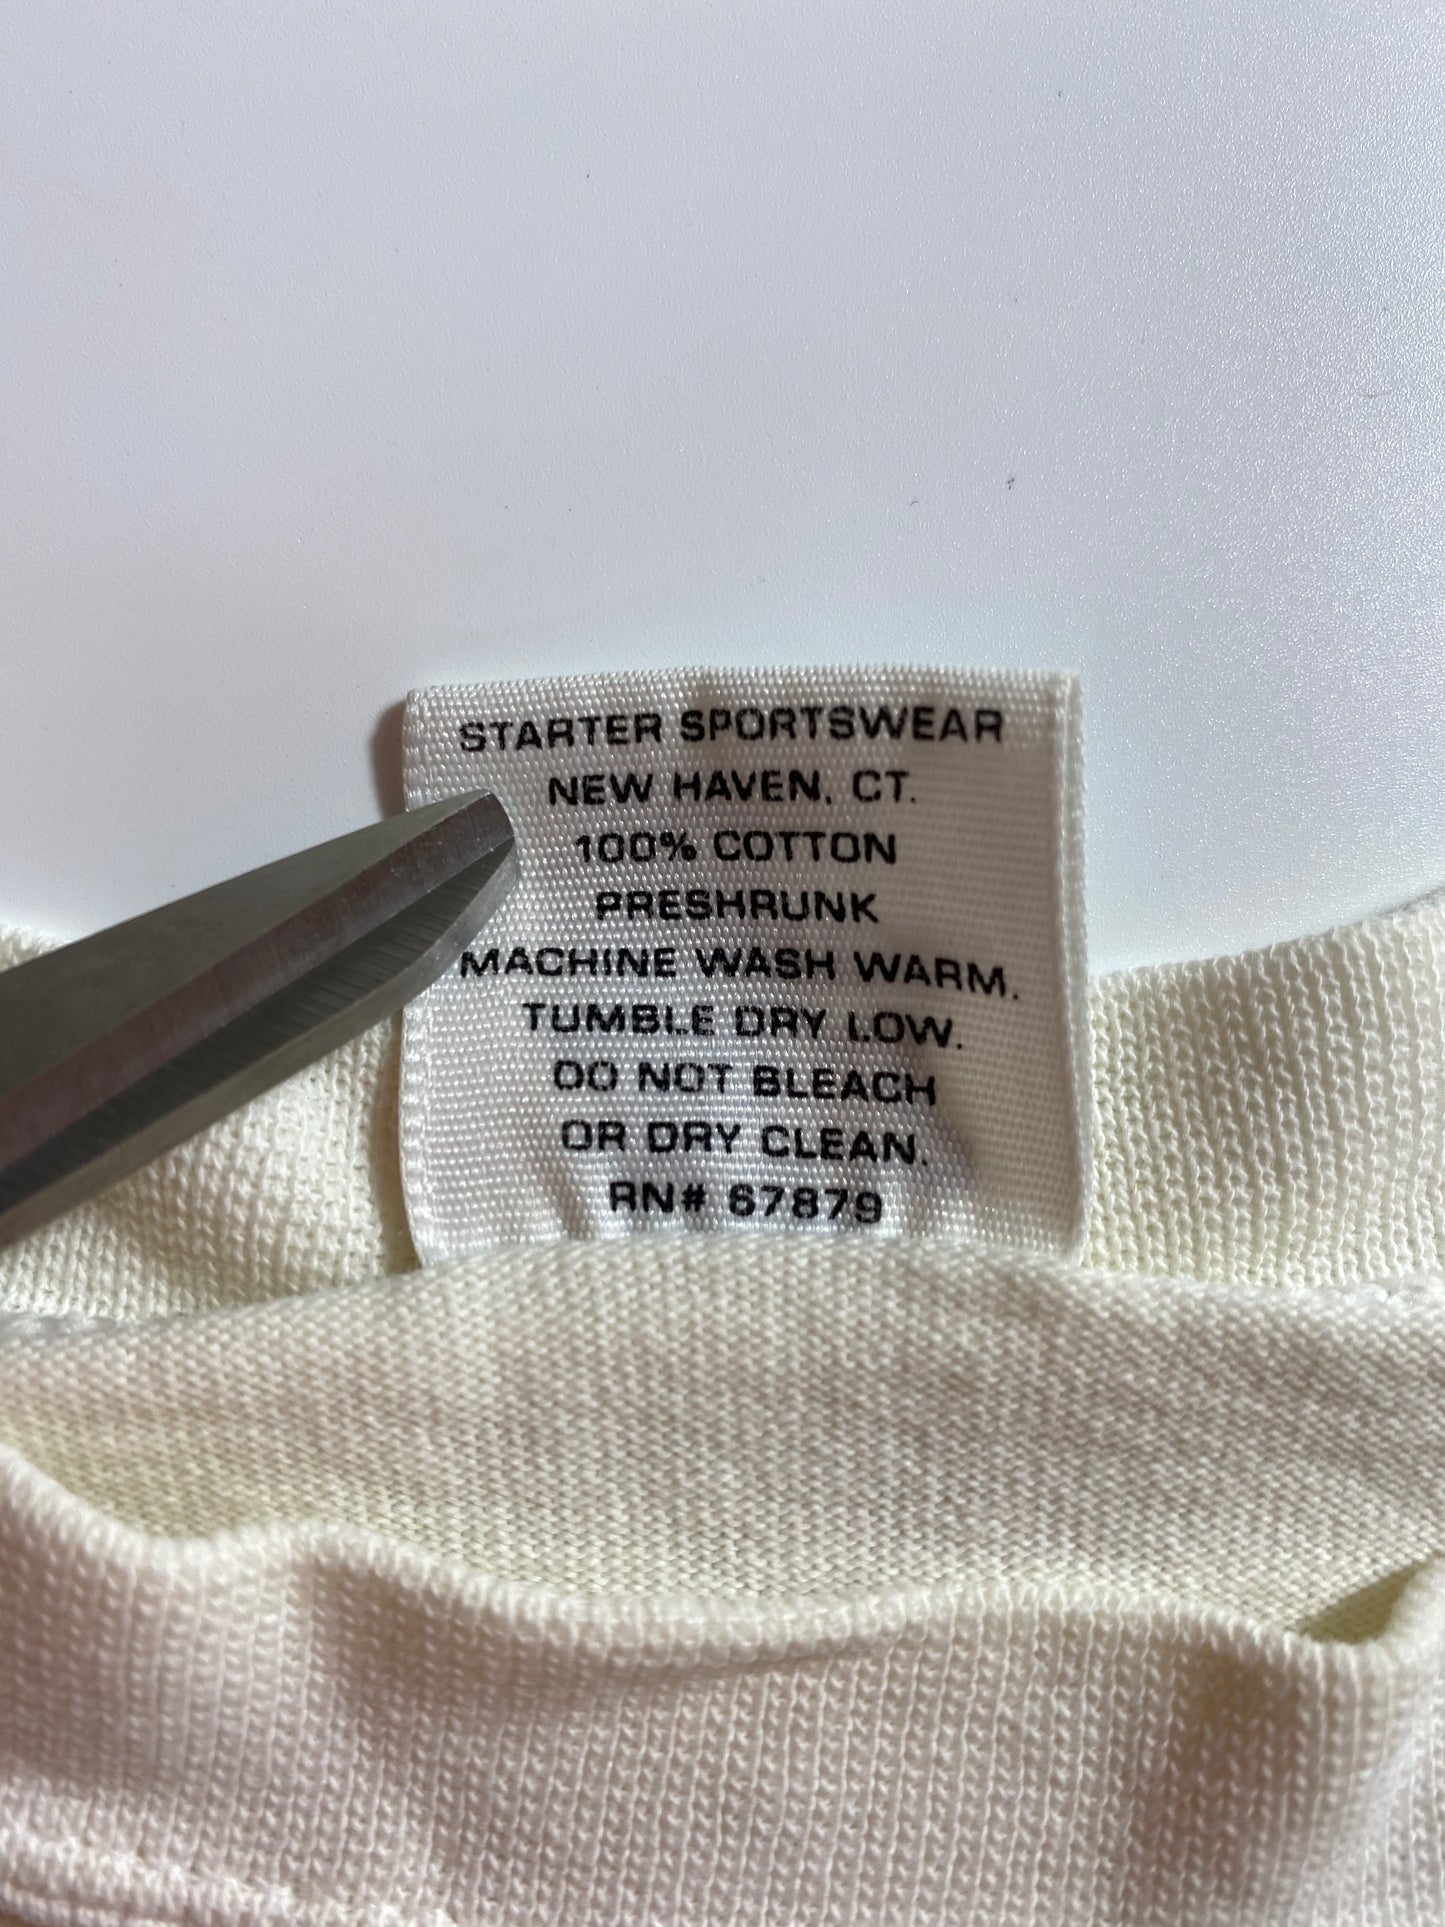 STARTER SPORTSWEAR
NEW HAVEN, CT.
100% COTTON
PRESHRUNK
MACHINE WASH WARM.
TUMBLE DRY LOW.
DO NOT BLEACH
OR DRY CLEAN.
RN# 67879